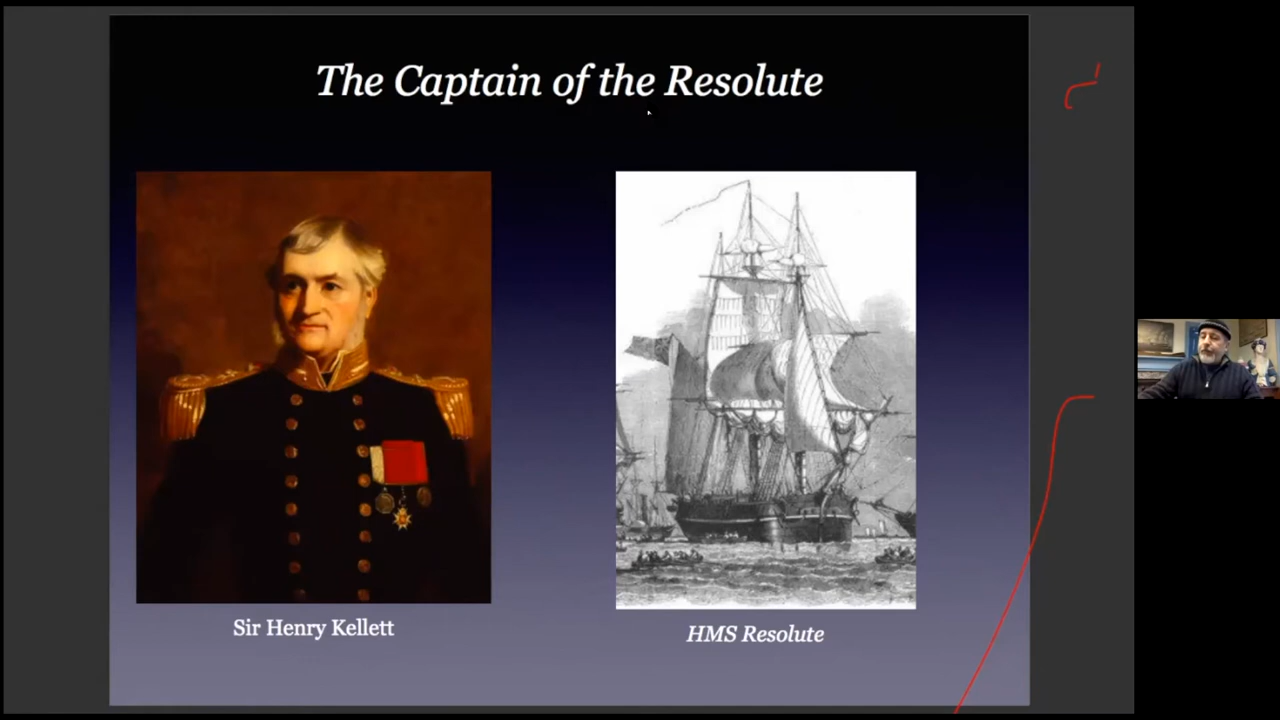 The Captain of the Resolute
Sir Henry Kellett
HMS Resolute